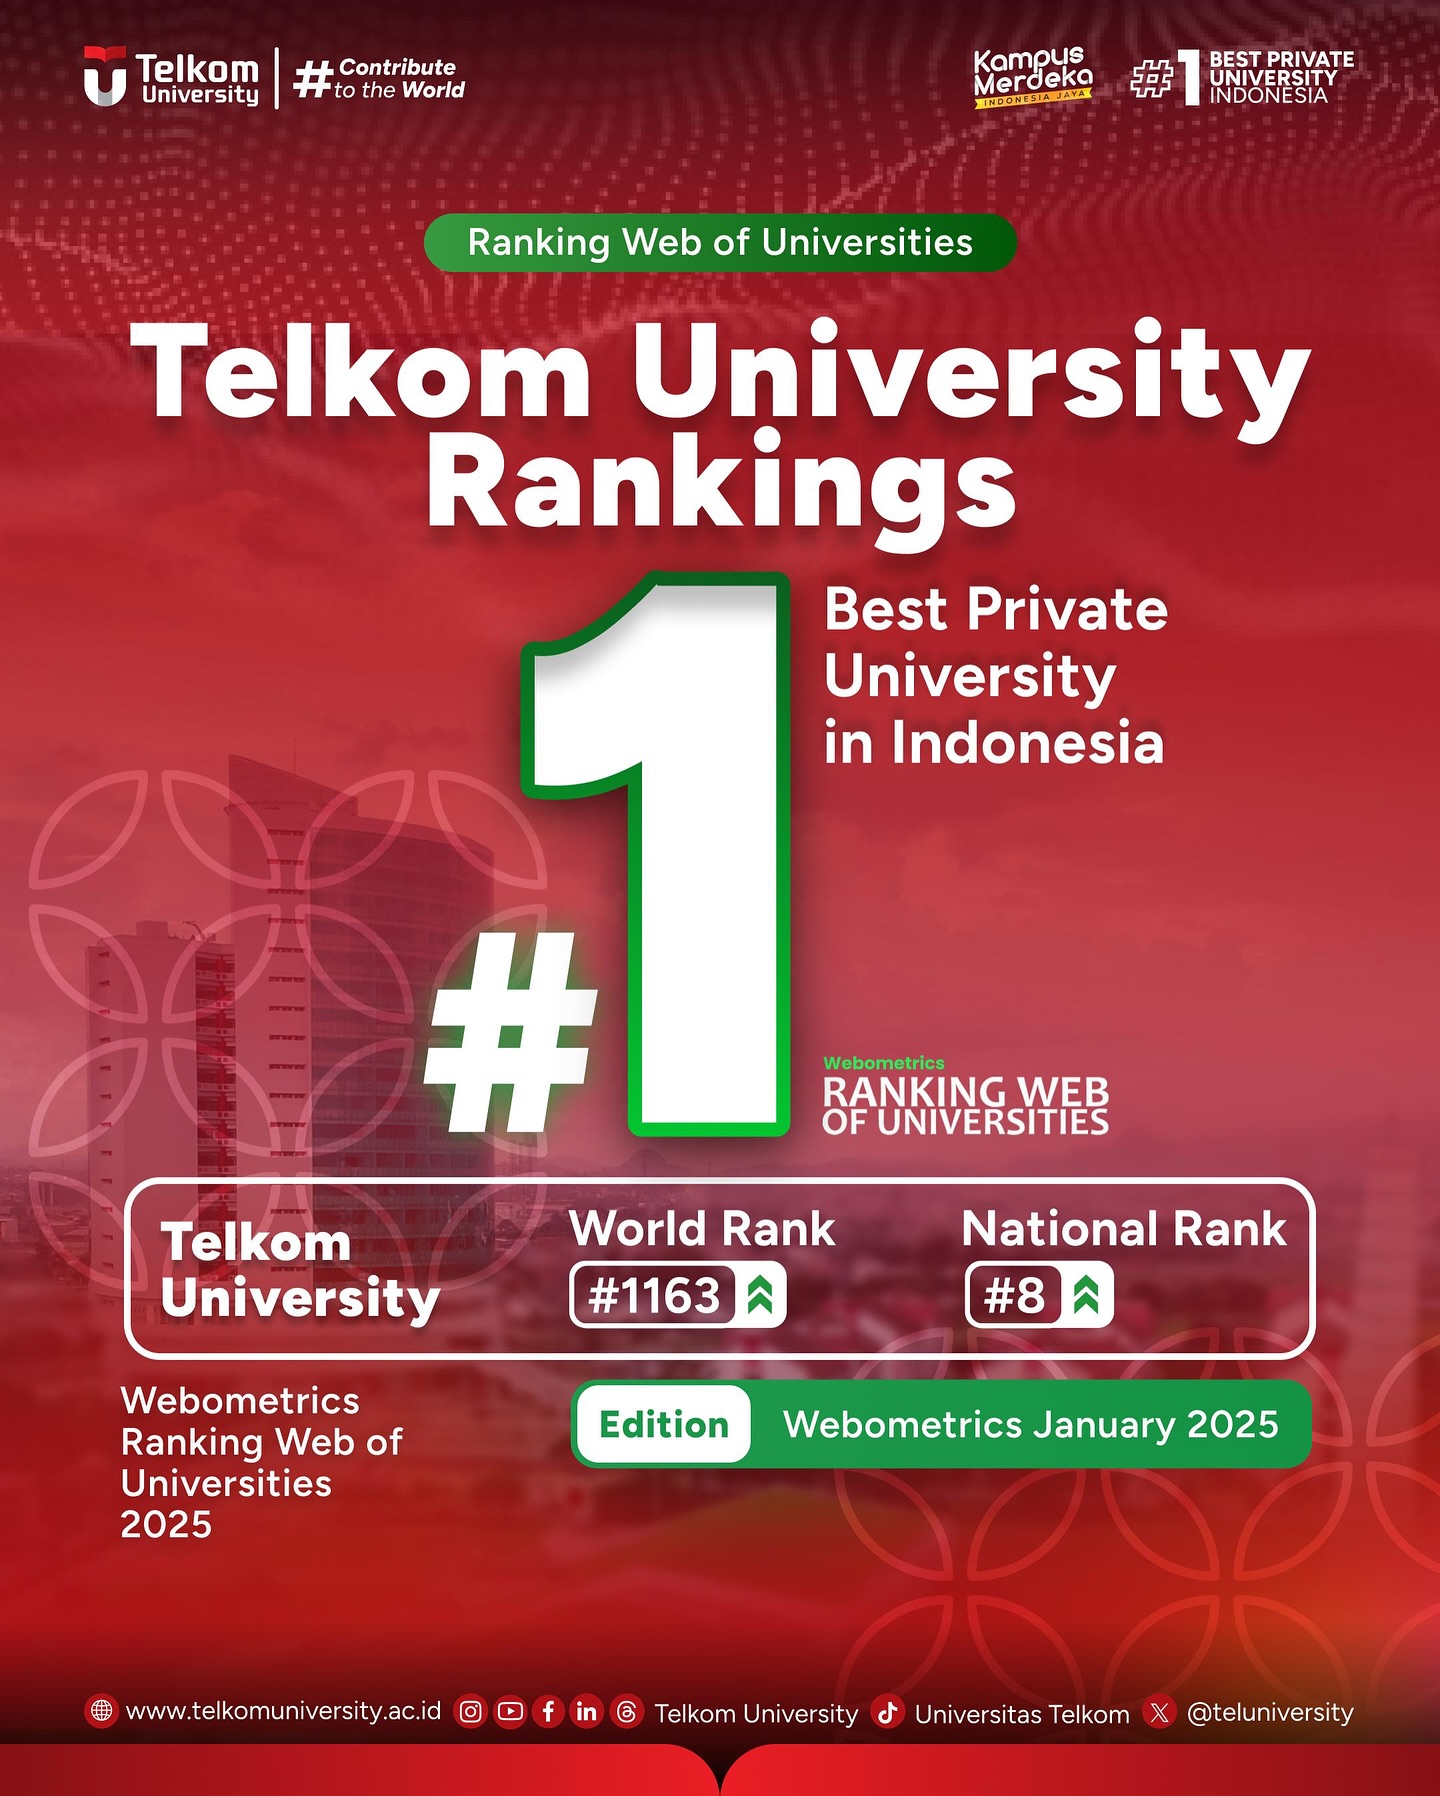 Telkom
University
#Contribute
to the World
Kampus
Merdeka
INDONESIA JAYA
#1
BEST PRIVATE
UNIVERSITY
INDONESIA
Ranking Web of Universities
Telkom University
Rankings
#1
Best Private
University
in Indonesia
Webometrics
RANKING WEB
OF UNIVERSITIES
Telkom
University
World Rank
#1163
National Rank
#8
Webometrics
Ranking Web of
Universities
2025
Edition
Webometrics January 2025
www.telkomuniversity.ac.id
Telkom University
Universitas Telkom
@teluniversity